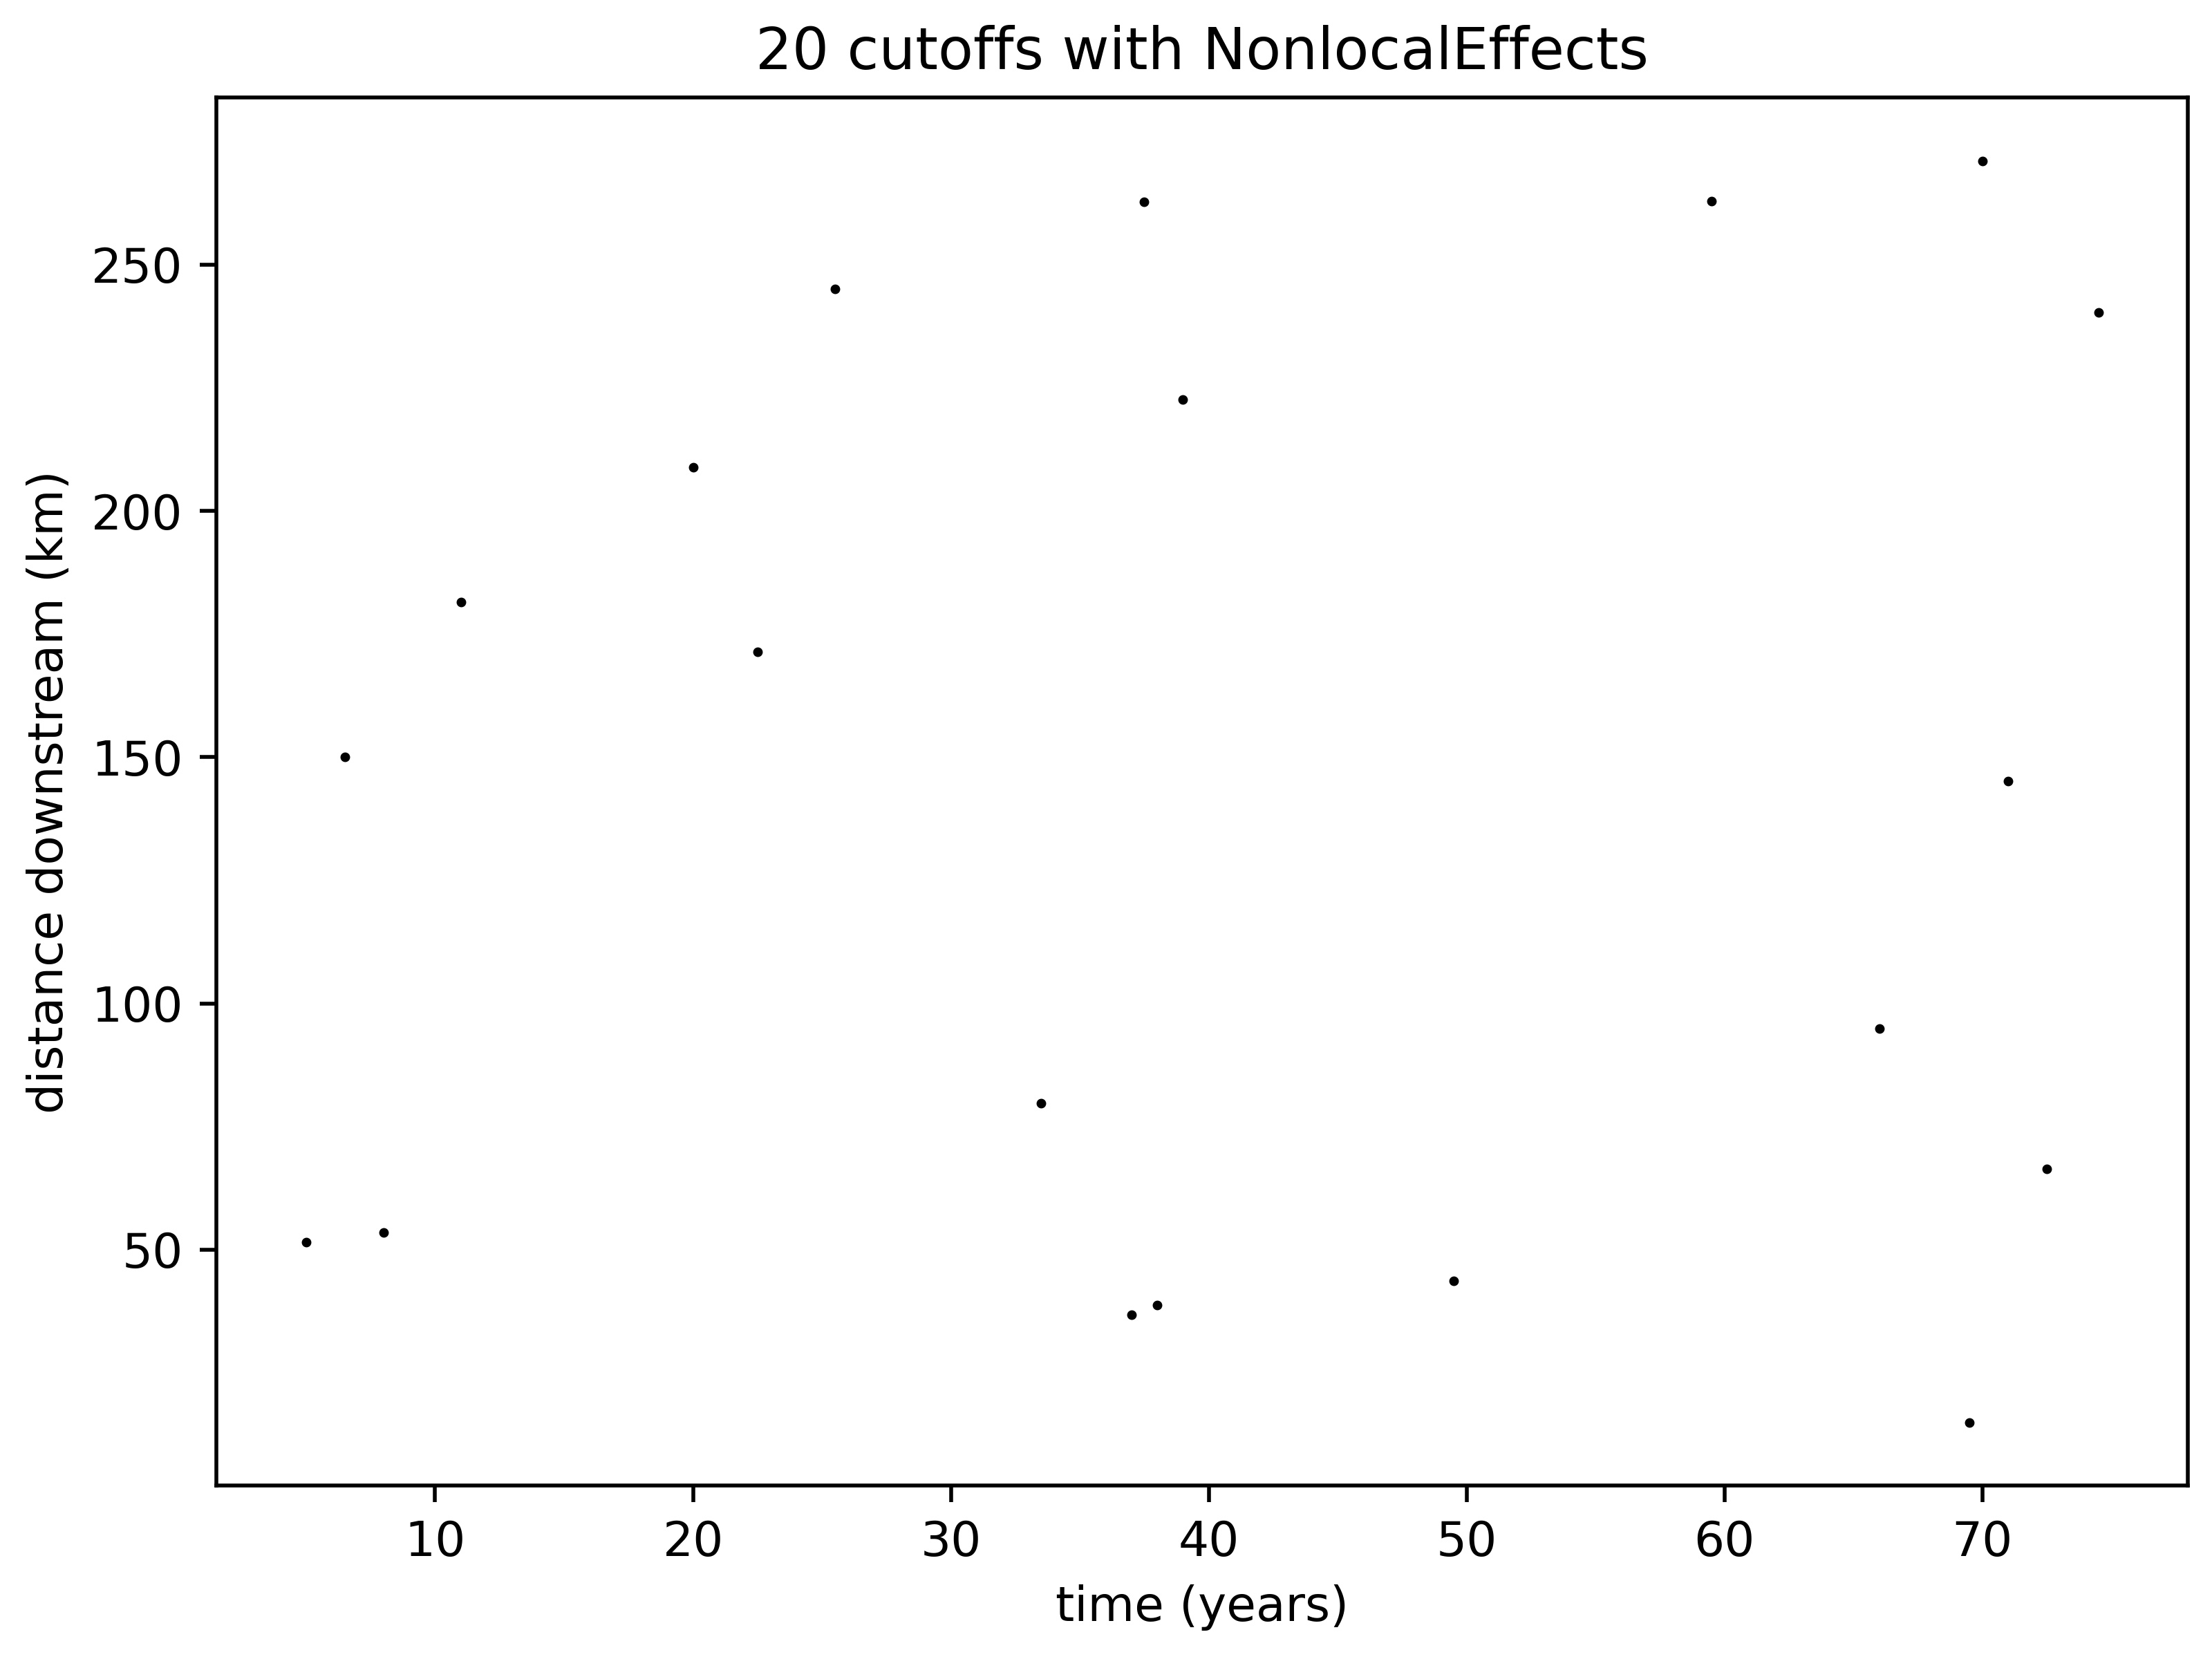 20 cutoffs with NonlocalEffects
distance downstream (km)
250
200
150
100
50
10 20 30 40 50 60 70
time (years)